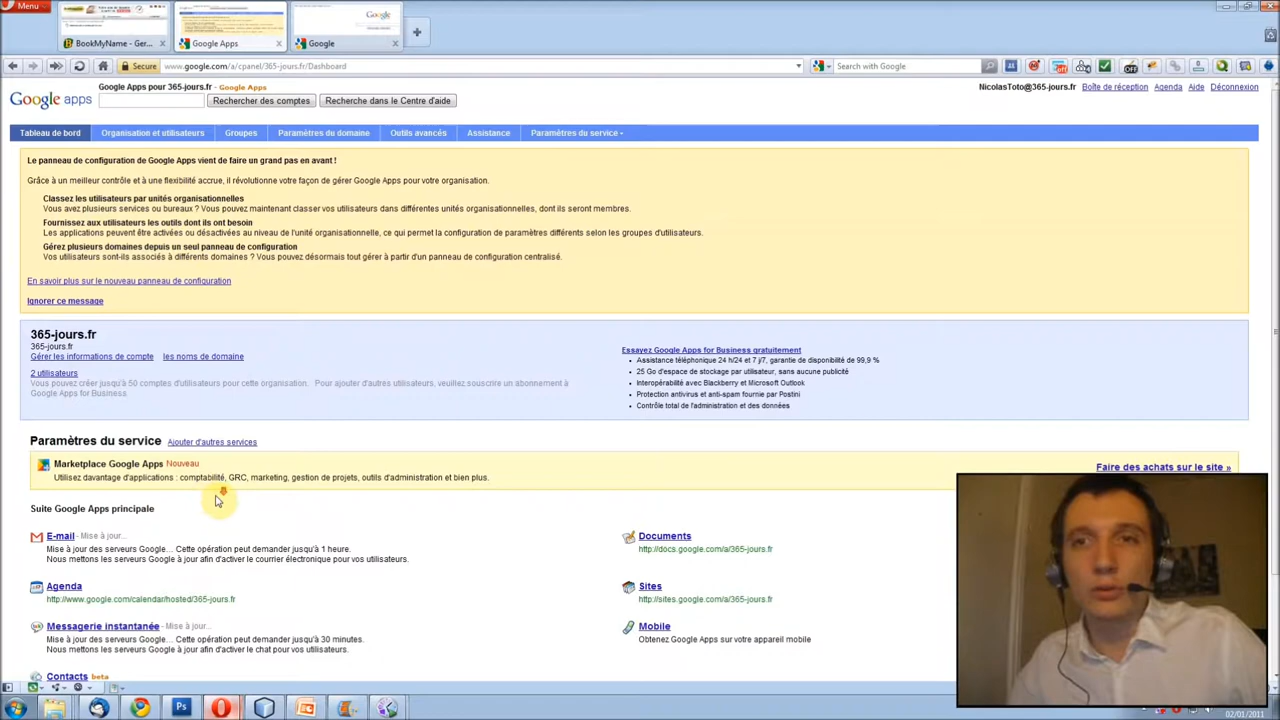 Menu
BookMyName - Ger...
Google Apps
Google
Google
Secure
www.google.com/a/cpanel/365-jours.fr/Dashboard
Search with Google
Google Apps pour 365-jours.fr - Google Apps
NicolasToto@365-jours.fr Boîte de réception Agenda Aide Déconnexion
Google apps
Rechercher des comptes
Recherche dans le Centre d'aide
Tableau de bord Organisation et utilisateurs Groupes Paramètres du domaine Outils avancés Assistance Paramètres du service
Le panneau de configuration de Google Apps vient de faire un grand pas en avant !
Grâce à un meilleur contrôle et à une flexibilité accrue, il révolutionne votre façon de gérer Google Apps pour votre organisation.
Classez les utilisateurs par unités organisationnelles
Vous avez plusieurs services ou bureaux ? Vous pouvez maintenant classer vos utilisateurs dans différentes unités organisationnelles, dont ils seront membres.
Fournissez aux utilisateurs les outils dont ils ont besoin
Les applications peuvent être activées ou désactivées au niveau de l'unité organisationnelle, ce qui permet la configuration de paramètres différents selon les groupes d'utilisateurs.
Gérez plusieurs domaines depuis un seul panneau de configuration
Vos utilisateurs sont-ils associés à différents domaines ? Vous pouvez désormais tout gérer à partir d'un panneau de configuration centralisé.
En savoir plus sur le nouveau panneau de configuration
Ignorer ce message
365-jours.fr
365-jours.fr
Gérer les informations de compte les noms de domaine
2 utilisateurs
Vous pouvez créer jusqu'à 50 comptes d'utilisateurs pour cette organisation. Pour ajouter d'autres utilisateurs, veuillez souscrire un abonnement à
Google Apps for Business
Essayez Google Apps for Business gratuitement
• Assistance téléphonique 24 h/24 et 7 j/7, garantie de disponibilité de 99,9 %
• 25 Go d'espace de stockage par utilisateur, sans aucune publicité
• Interopérabilité avec Blackberry et Microsoft Outlook
• Protection antivirus et anti-spam fournie par Postini
• Contrôle total de l'administration et des données
Paramètres du service Ajouter d'autres services
Marketplace Google Apps Nouveau
Utilisez davantage d'applications : comptabilité, GRC, marketing, gestion de projets, outils d'administration et bien plus.
Faire des achats sur le site »
Suite Google Apps principale
E-mail - Mise à jour...
Mise à jour des serveurs Google... Cette opération peut demander jusqu'à 1 heure.
Nous mettons les serveurs Google à jour afin d'activer le courrier électronique pour vos utilisateurs.
Documents
http://docs.google.com/a/365-jours.fr
Agenda
http://www.google.com/calendar/hosted/365-jours.fr
Sites
http://sites.google.com/a/365-jours.fr
Messagerie instantanée - Mise à jour...
Mise à jour des serveurs Google... Cette opération peut demander jusqu'à 30 minutes.
Nous mettons les serveurs Google à jour afin d'activer le chat pour vos utilisateurs.
Mobile
Obtenez Google Apps sur votre appareil mobile
Contacts beta
02/01/2011